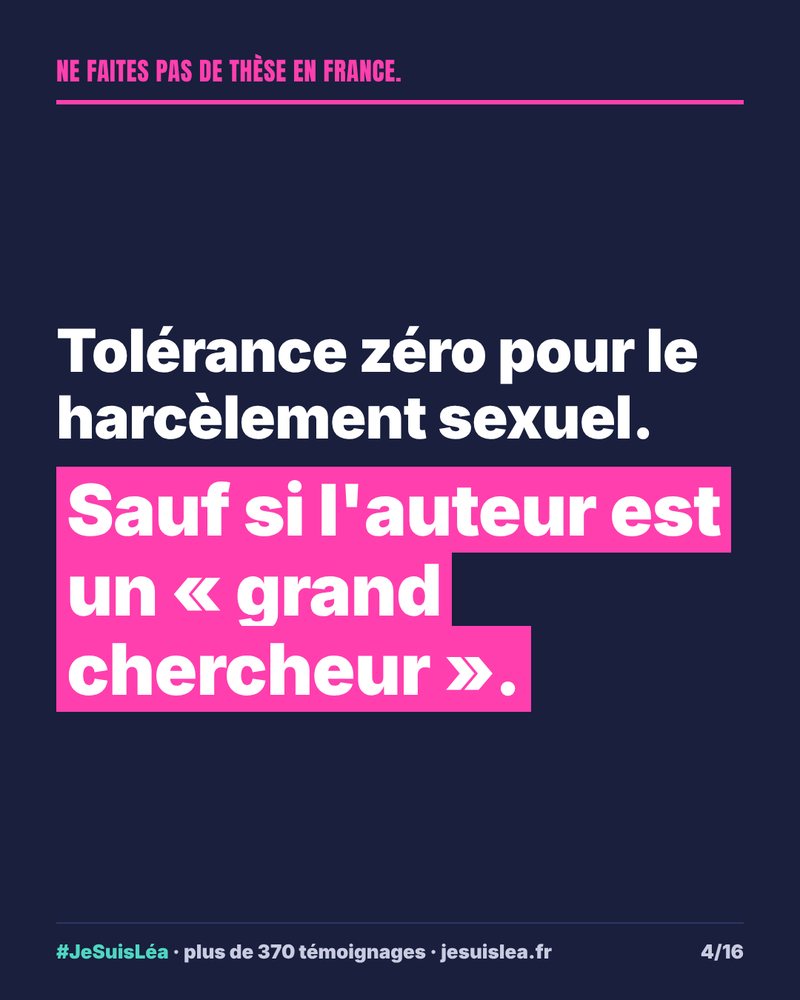 NE FAITES PAS DE THÈSE EN FRANCE.
Tolérance zéro pour le
harcèlement sexuel.
Sauf si l'auteur est
un « grand
chercheur ».
#JeSuisLéa · plus de 370 témoignages · jesuislea.fr
4/16